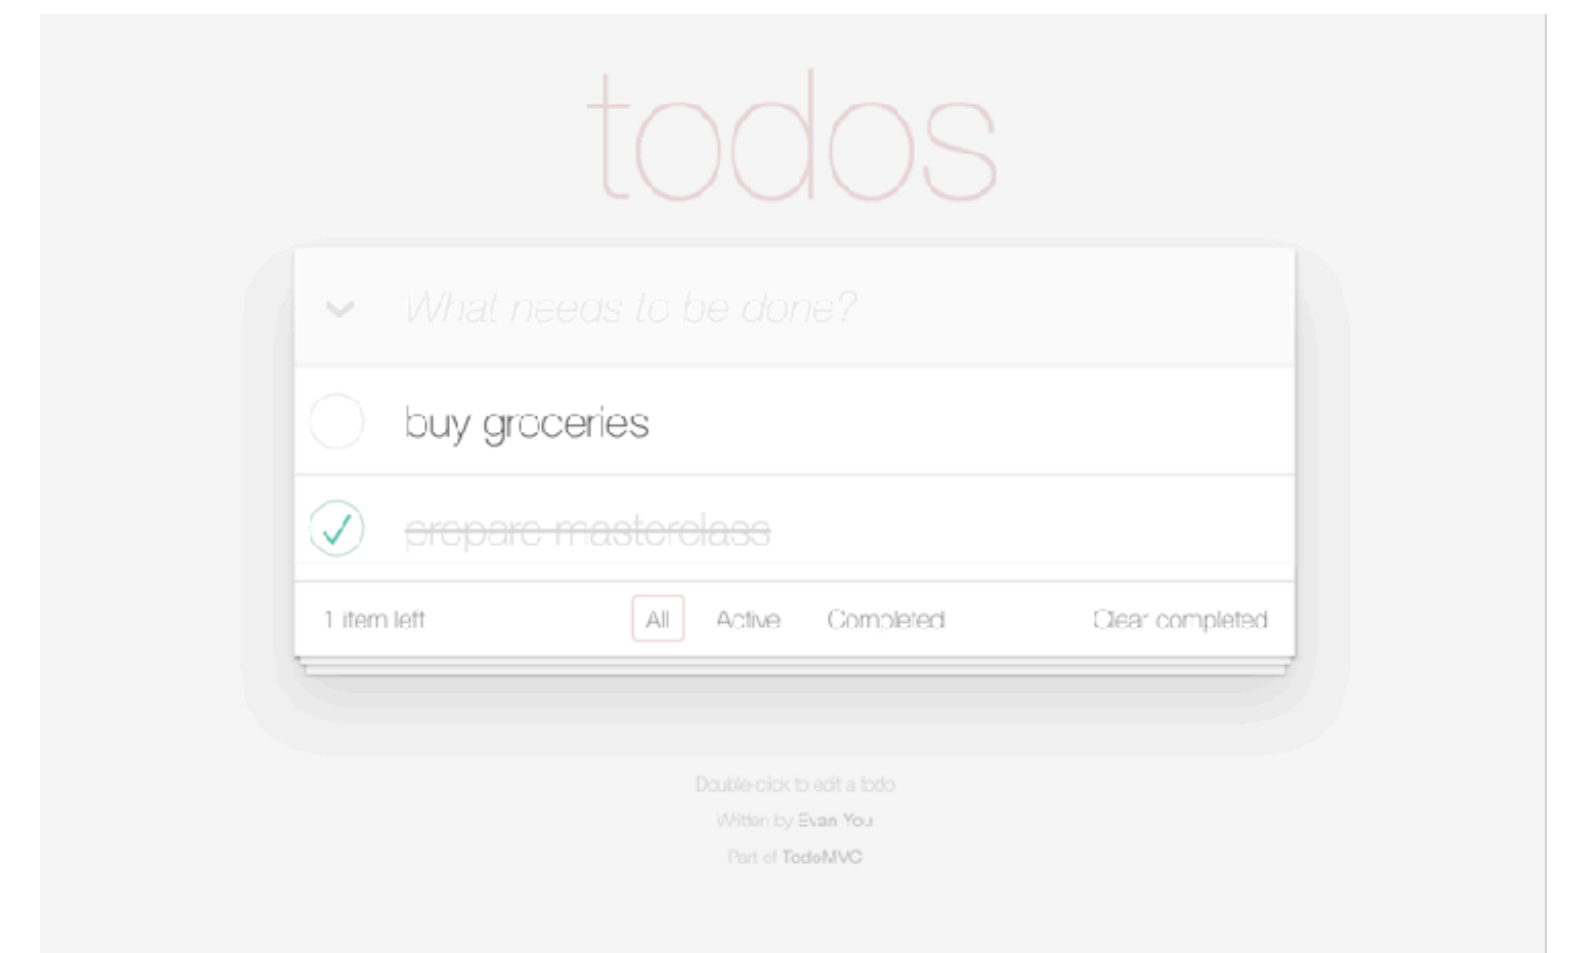 todos
What needs to be done?
buy groceries
prepare masterclass
1 item left All Active Completed Clear completed
Double-click to edit a todo
Written by Evan You
Part of TodoMVC